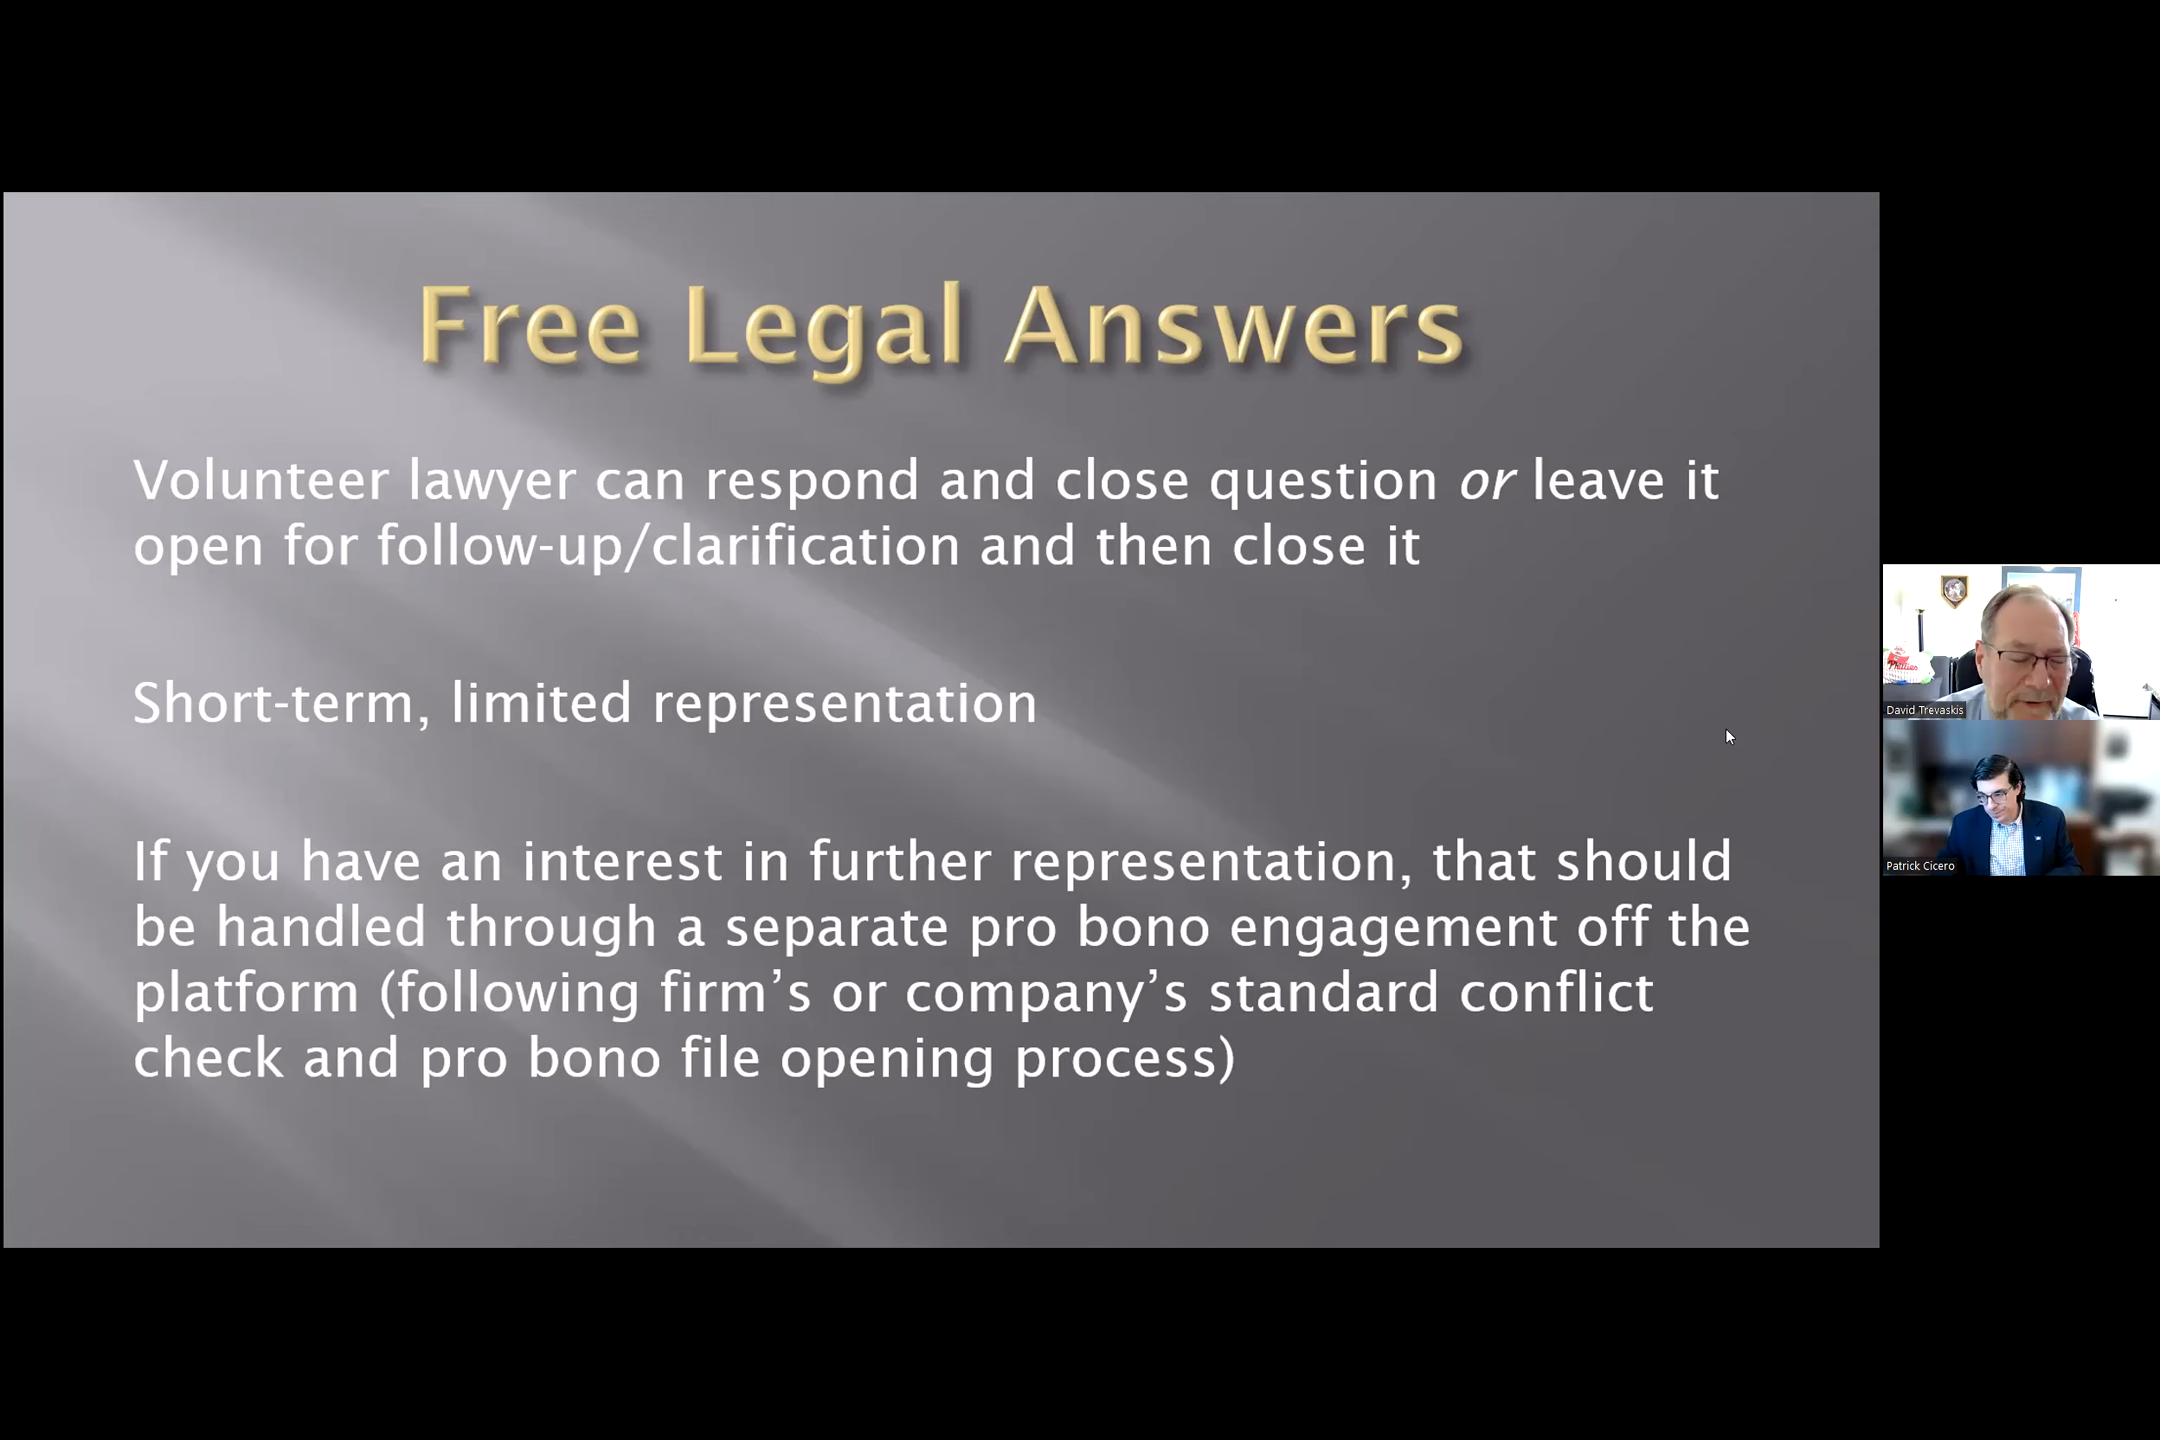 Free Legal Answers
Volunteer lawyer can respond and close question or leave it
open for follow-up/clarification and then close it
Short-term, limited representation
If you have an interest in further representation, that should
be handled through a separate pro bono engagement off the
platform (following firm’s or company’s standard conflict
check and pro bono file opening process)
Phillies
David Trevaskis
Patrick Cicero